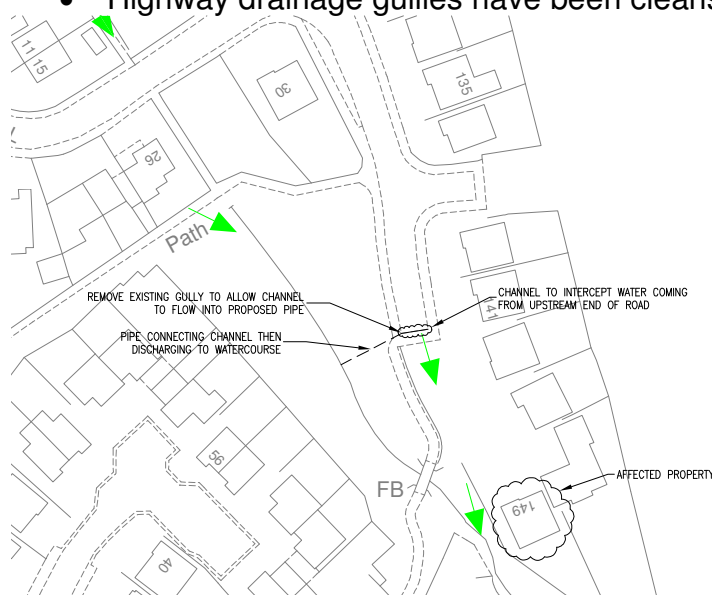 • Highway drainage gullies have been cleans
11 15
30
135
26
Path
REMOVE EXISTING GULLY TO ALLOW CHANNEL
TO FLOW INTO PROPOSED PIPE
CHANNEL TO INTERCEPT WATER COMING
FROM UPSTREAM END OF ROAD
141
PIPE CONNECTING CHANNEL THEN
DISCHARGING TO WATERCOURSE
56
FB
AFFECTED PROPERTY
149
40